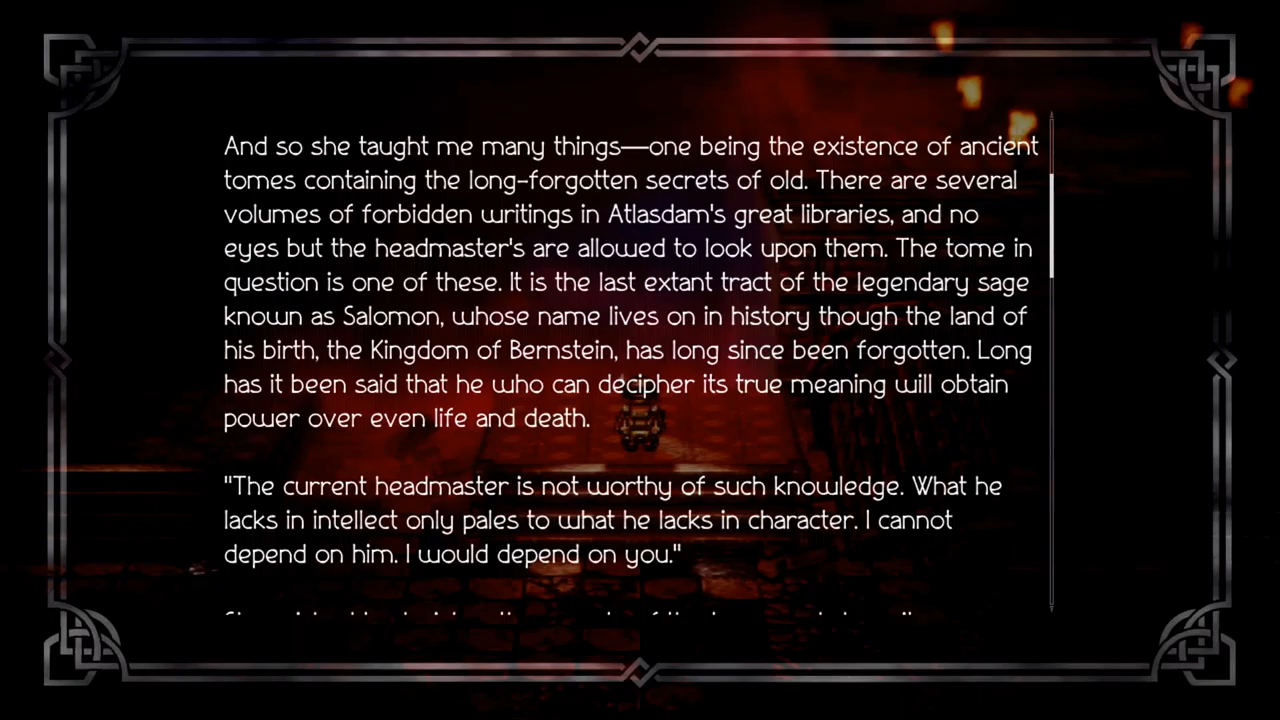 And so she taught me many things—one being the existence of ancient
tomes containing the long-forgotten secrets of old. There are several
volumes of forbidden writings in Atlasdam's great libraries, and no
eyes but the headmaster's are allowed to look upon them. The tome in
question is one of these. It is the last extant tract of the legendary sage
known as Salomon, whose name lives on in history though the land of
his birth, the Kingdom of Bernstein, has long since been forgotten. Long
has it been said that he who can decipher its true meaning will obtain
power over even life and death.
"The current headmaster is not worthy of such knowledge. What he
lacks in intellect only pales to what he lacks in character. I cannot
depend on him. I would depend on you."